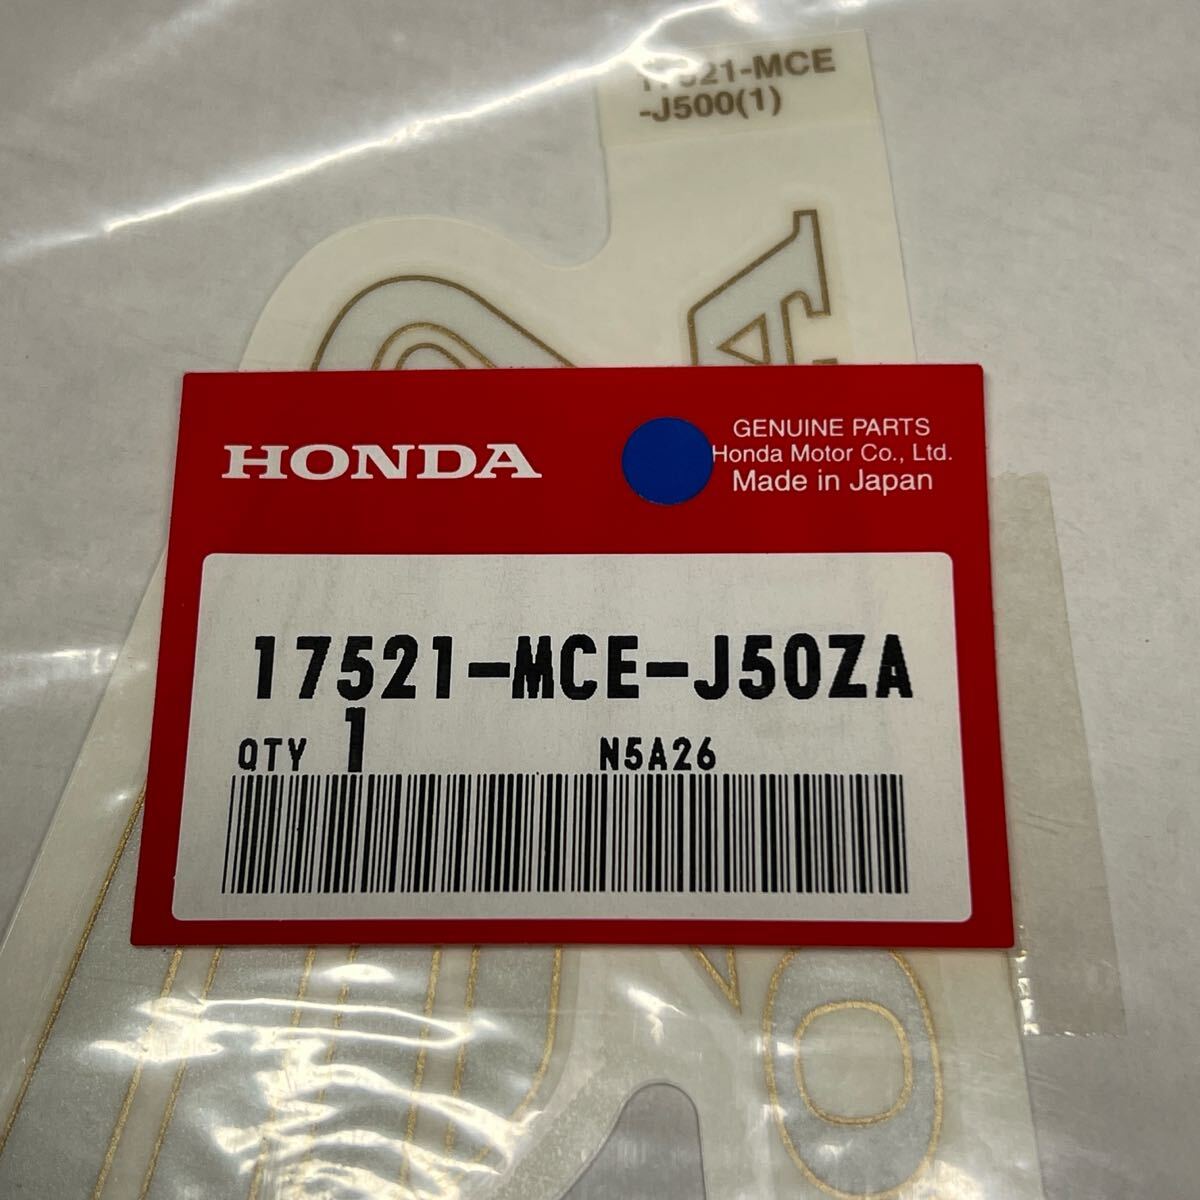 17521-MCE
-J500(1)
HONDA
GENUINE PARTS
Honda Motor Co., Ltd.
Made in Japan
17521-MCE-J50ZA
QTY 1 N5A26